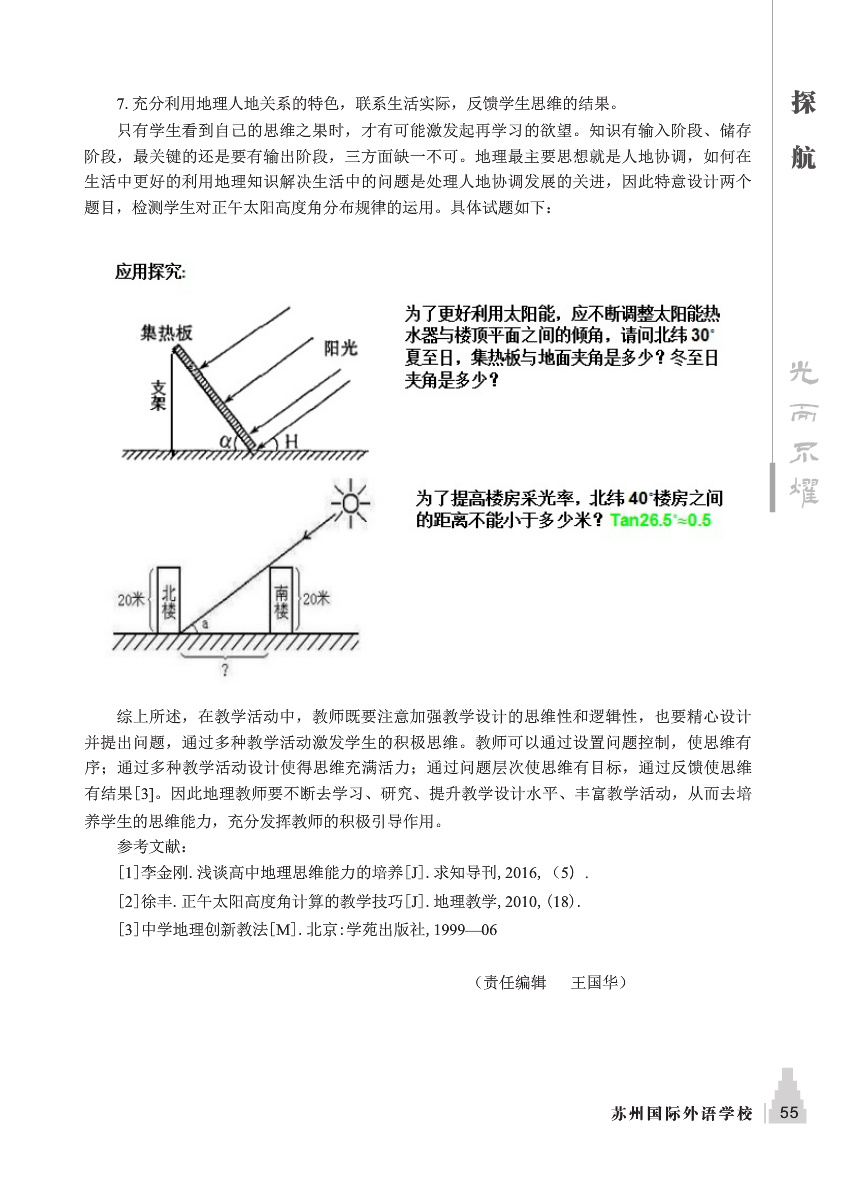 探
航
光
而
不
耀
7. 充分利用地理人地关系的特色，联系生活实际，反馈学生思维的结果。
只有学生看到自己的思维之果时，才有可能激发起再学习的欲望。知识有输入阶段、储存
阶段，最关键的还是要有输出阶段，三方面缺一不可。地理最主要思想就是人地协调，如何在
生活中更好的利用地理知识解决生活中的问题是处理人地协调发展的关进，因此特意设计两个
题目，检测学生对正午太阳高度角分布规律的运用。具体试题如下：
应用探究:
集热板
阳光
支
架
α
H
为了更好利用太阳能，应不断调整太阳能热
水器与楼顶平面之间的倾角，请问北纬 30°
夏至日，集热板与地面夹角是多少？冬至日
夹角是多少？
为了提高楼房采光率，北纬 40°楼房之间
的距离不能小于多少米？Tan26.5°≈0.5
20米
北
楼
a
南
楼
20米
?
综上所述，在教学活动中，教师既要注意加强教学设计的思维性和逻辑性，也要精心设计
并提出问题，通过多种教学活动激发学生的积极思维。教师可以通过设置问题控制，使思维有
序；通过多种教学活动设计使得思维充满活力；通过问题层次使思维有目标，通过反馈使思维
有结果[3]。因此地理教师要不断去学习、研究、提升教学设计水平、丰富教学活动，从而去培
养学生的思维能力，充分发挥教师的积极引导作用。
参考文献：
[1]李金刚. 浅谈高中地理思维能力的培养[J]. 求知导刊, 2016, （5）.
[2]徐丰. 正午太阳高度角计算的教学技巧[J]. 地理教学, 2010, (18).
[3]中学地理创新教法[M]. 北京:学苑出版社, 1999—06
（责任编辑 王国华）
苏州国际外语学校 55